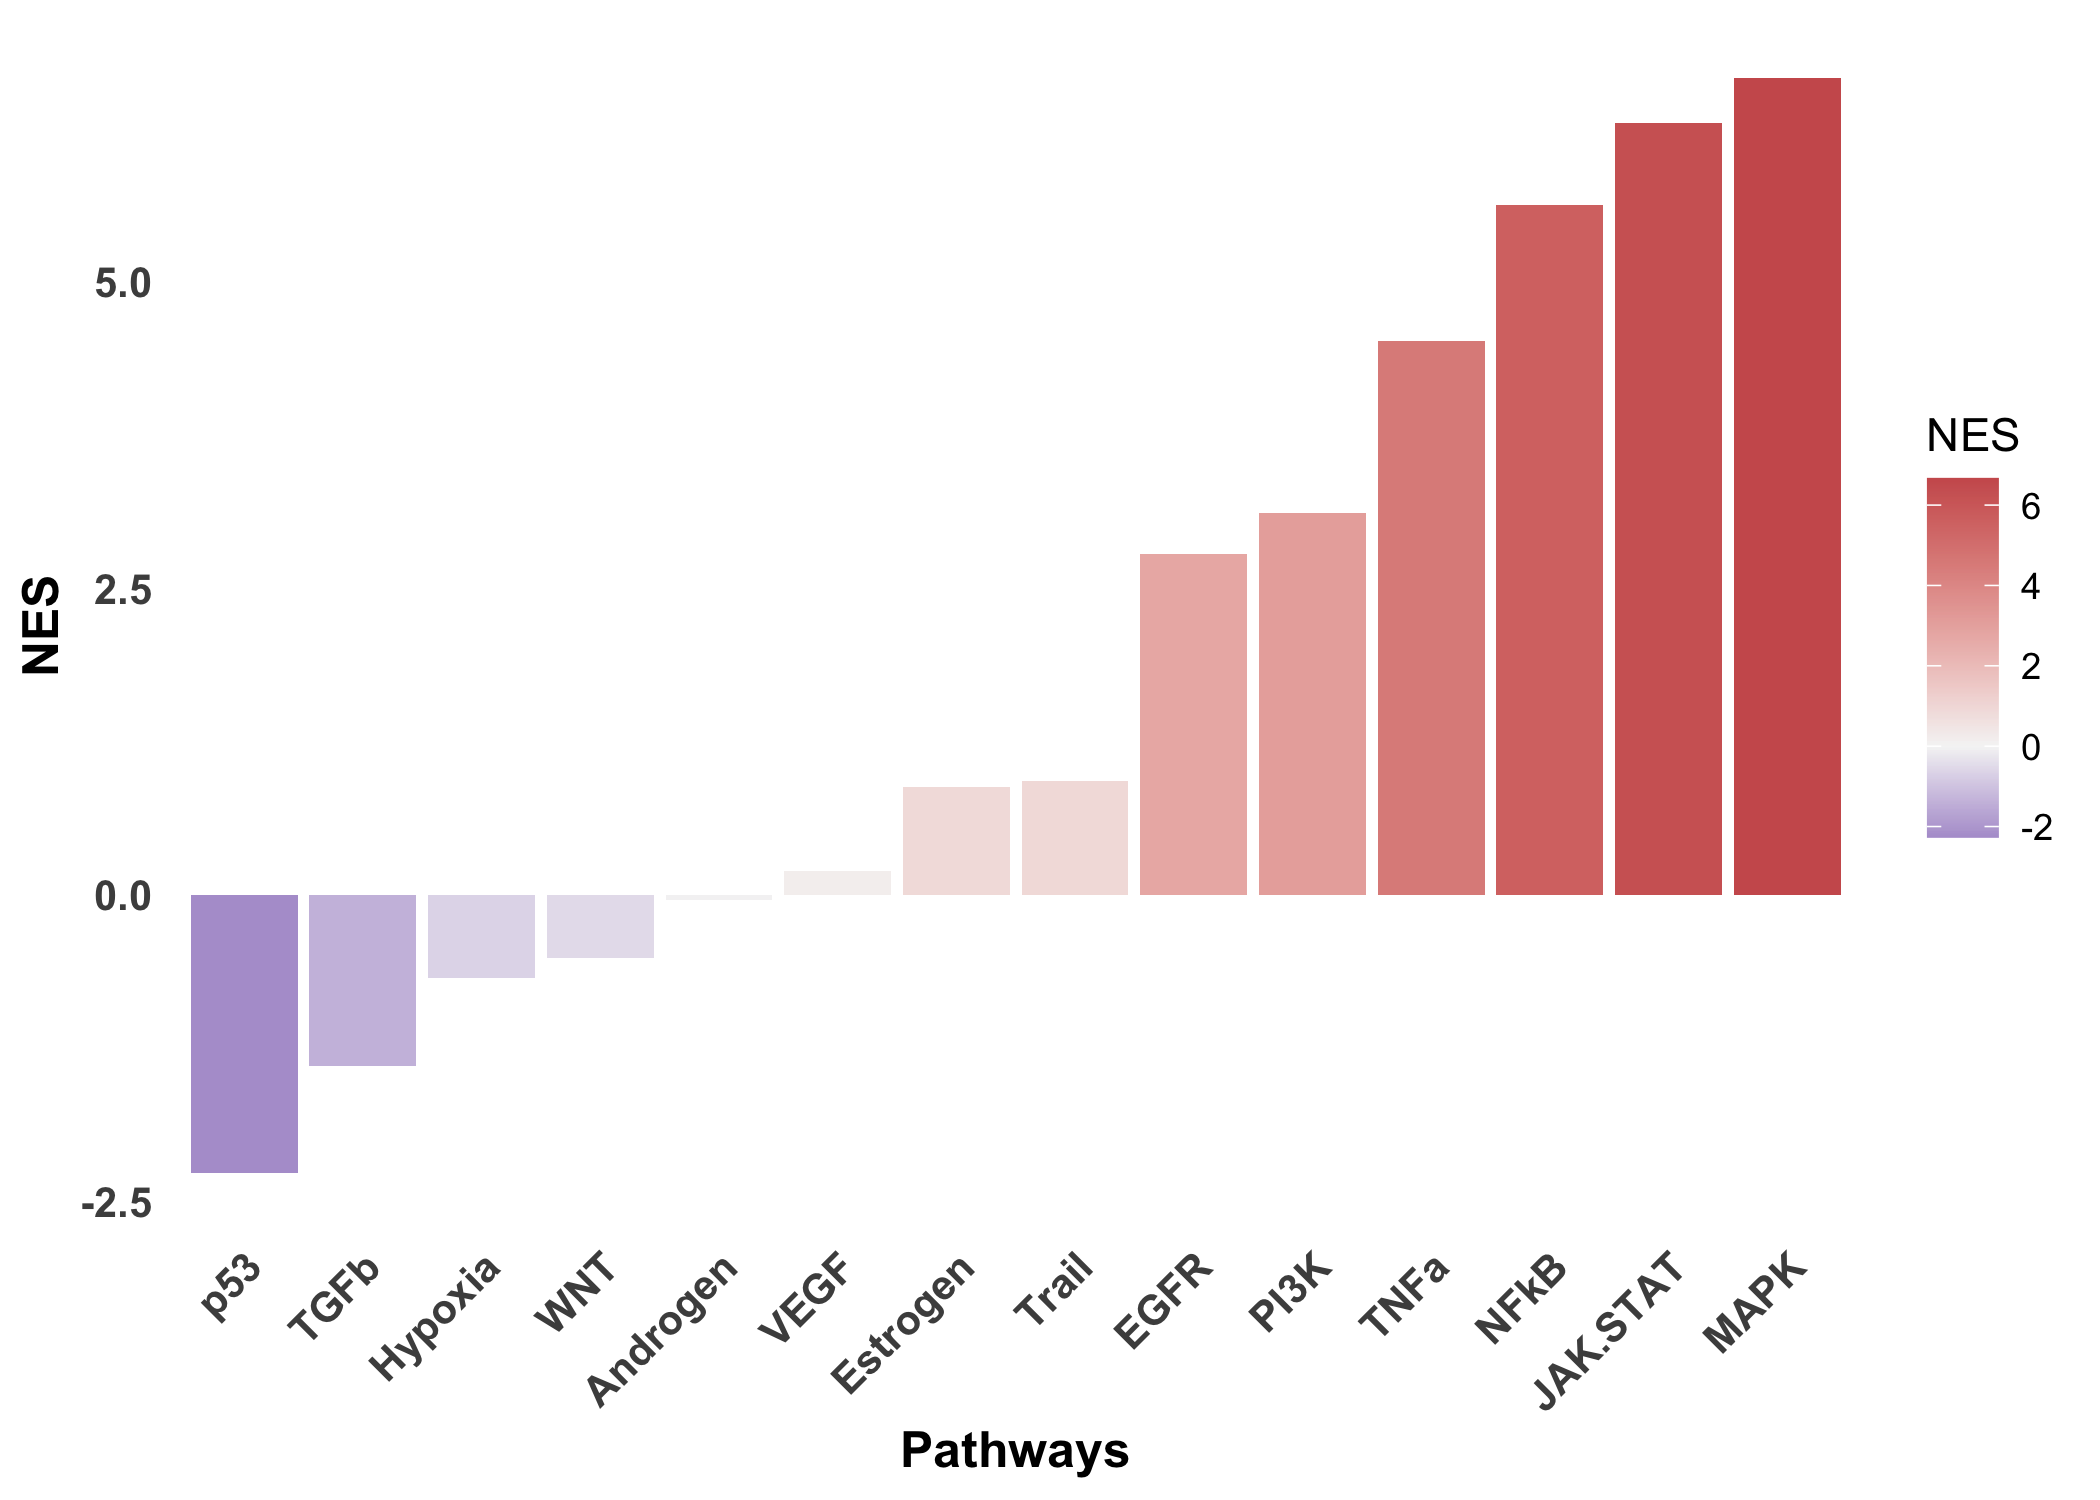 NES
5.0
2.5
0.0
-2.5
p53
TGFb
Hypoxia
WNT
Androgen
VEGF
Estrogen
Trail
EGFR
PI3K
TNFa
NFkB
JAK.STAT
MAPK
Pathways
NES
6
4
2
0
-2